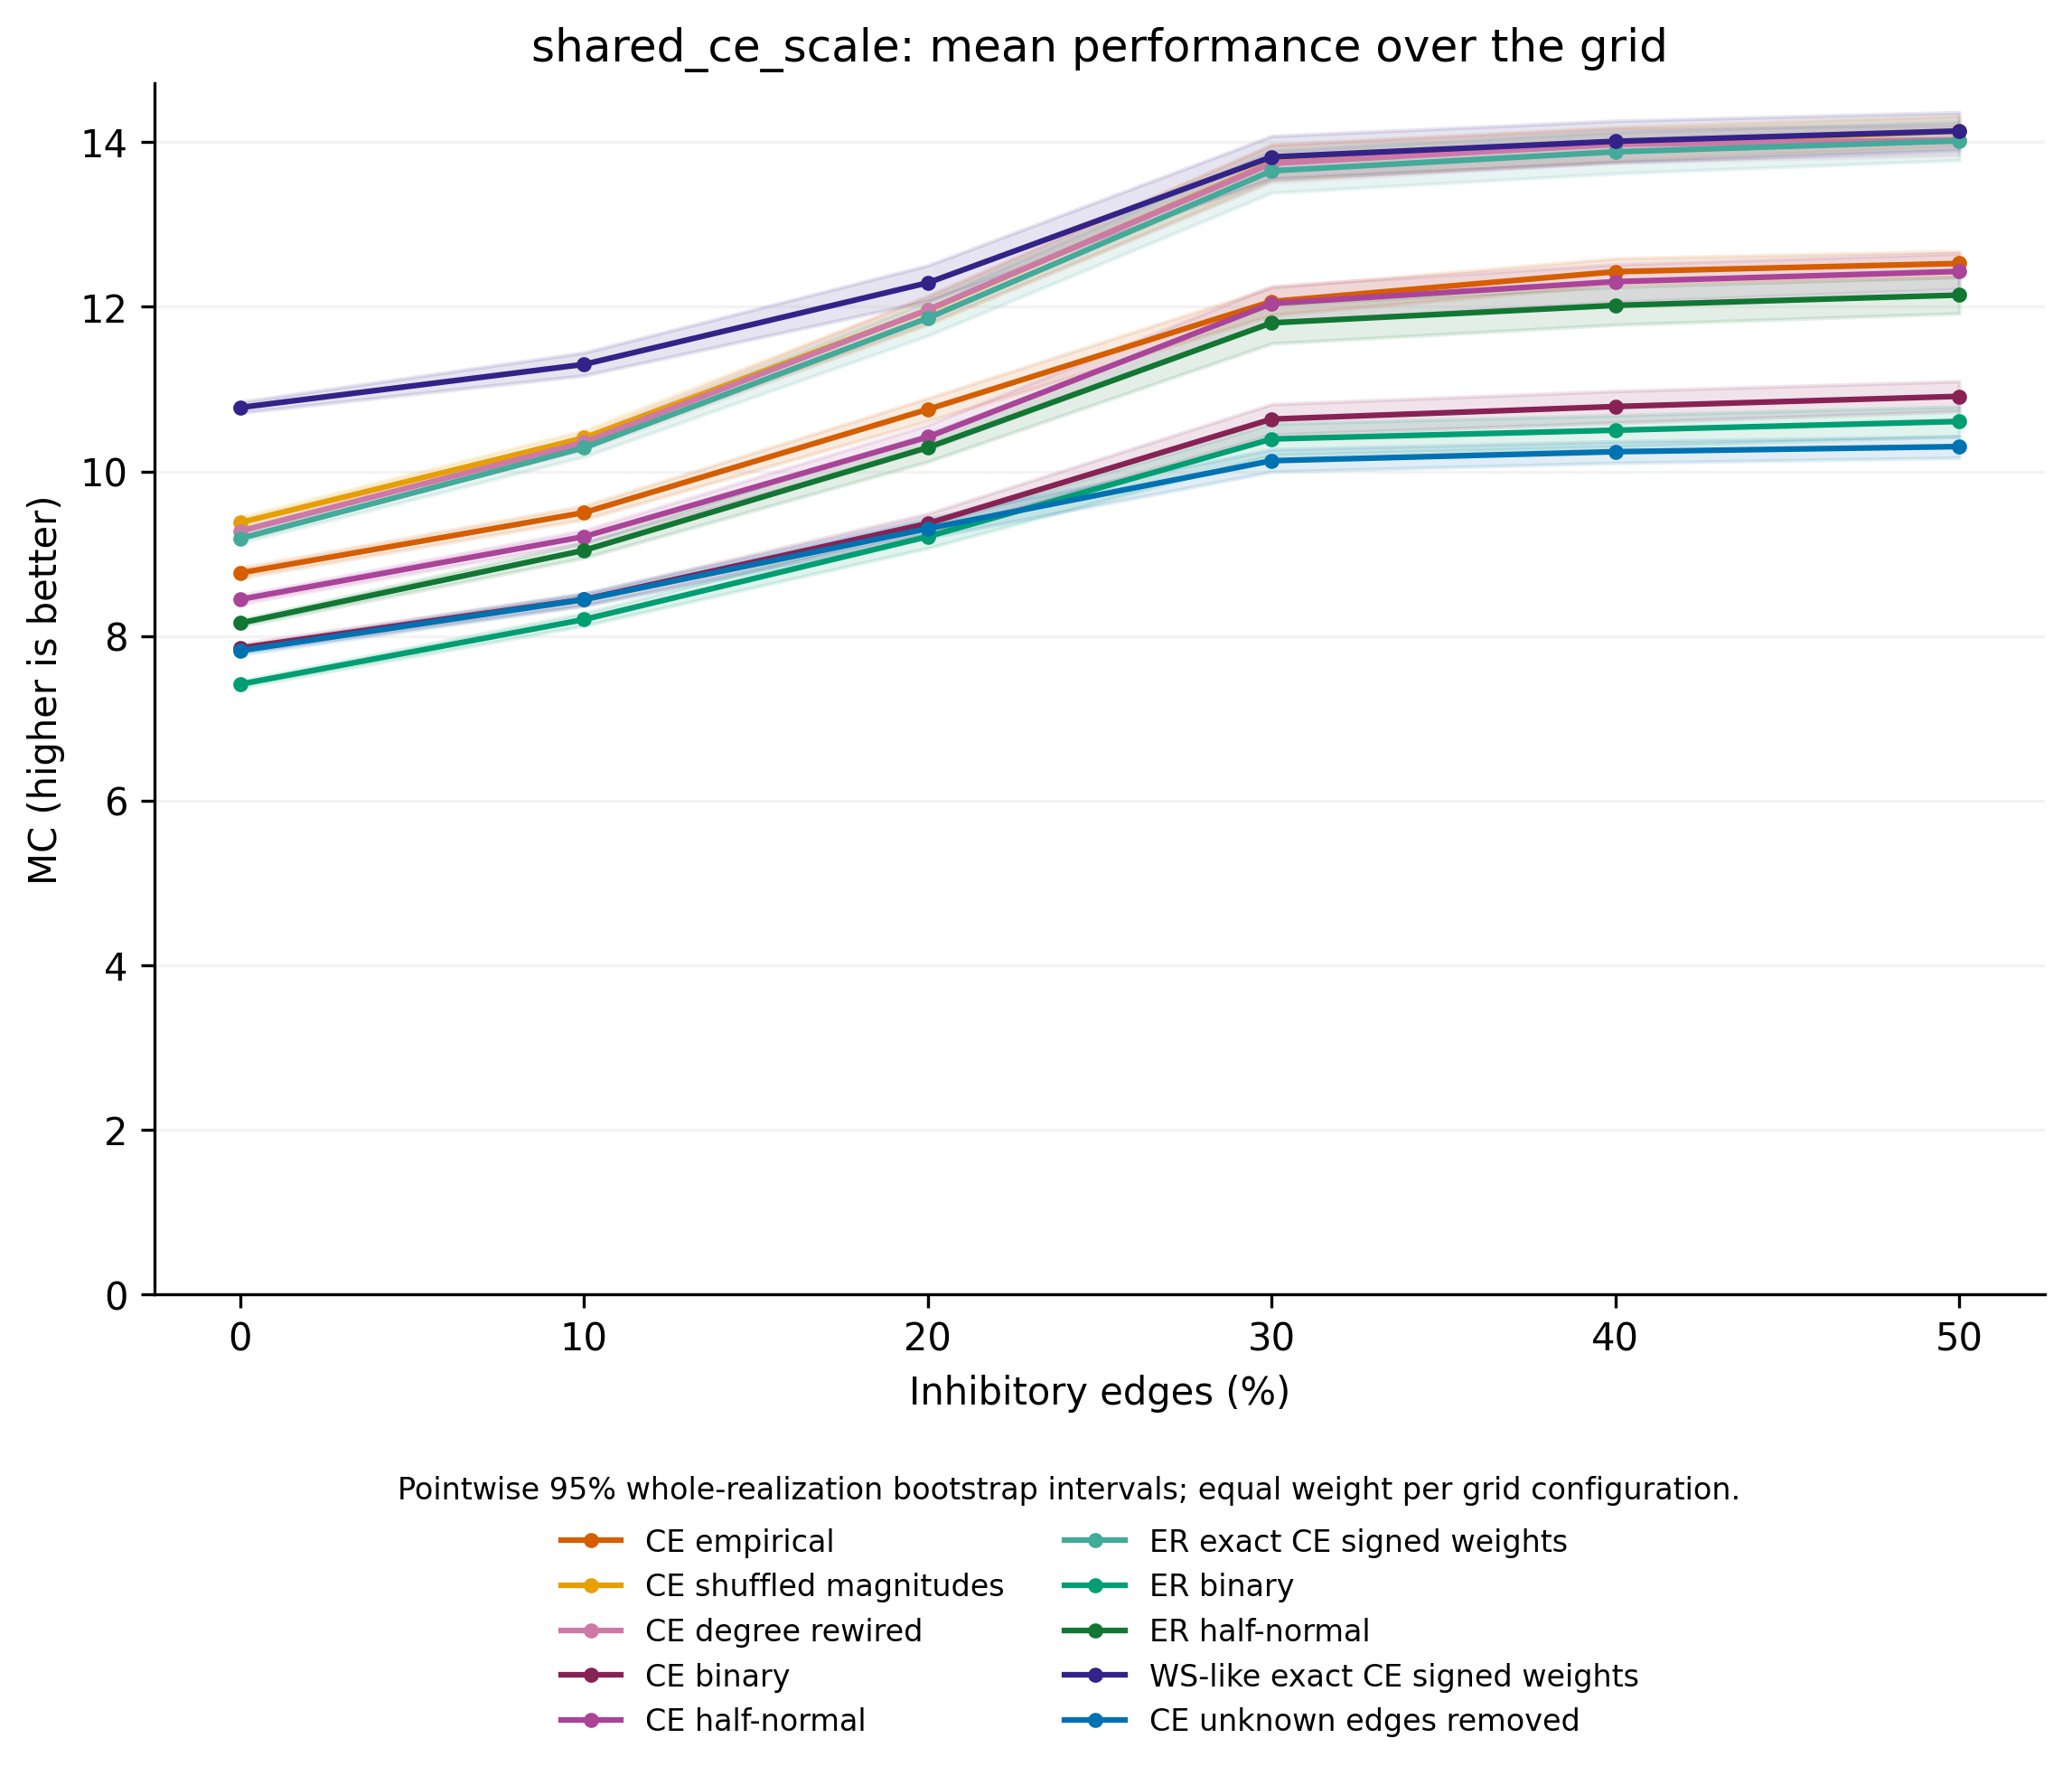 shared_ce_scale: mean performance over the grid
MC (higher is better)
14
12
10
8
6
4
2
0
0 10 20 30 40 50
Inhibitory edges (%)
Pointwise 95% whole-realization bootstrap intervals; equal weight per grid configuration.
CE empirical
CE shuffled magnitudes
CE degree rewired
CE binary
CE half-normal
ER exact CE signed weights
ER binary
ER half-normal
WS-like exact CE signed weights
CE unknown edges removed